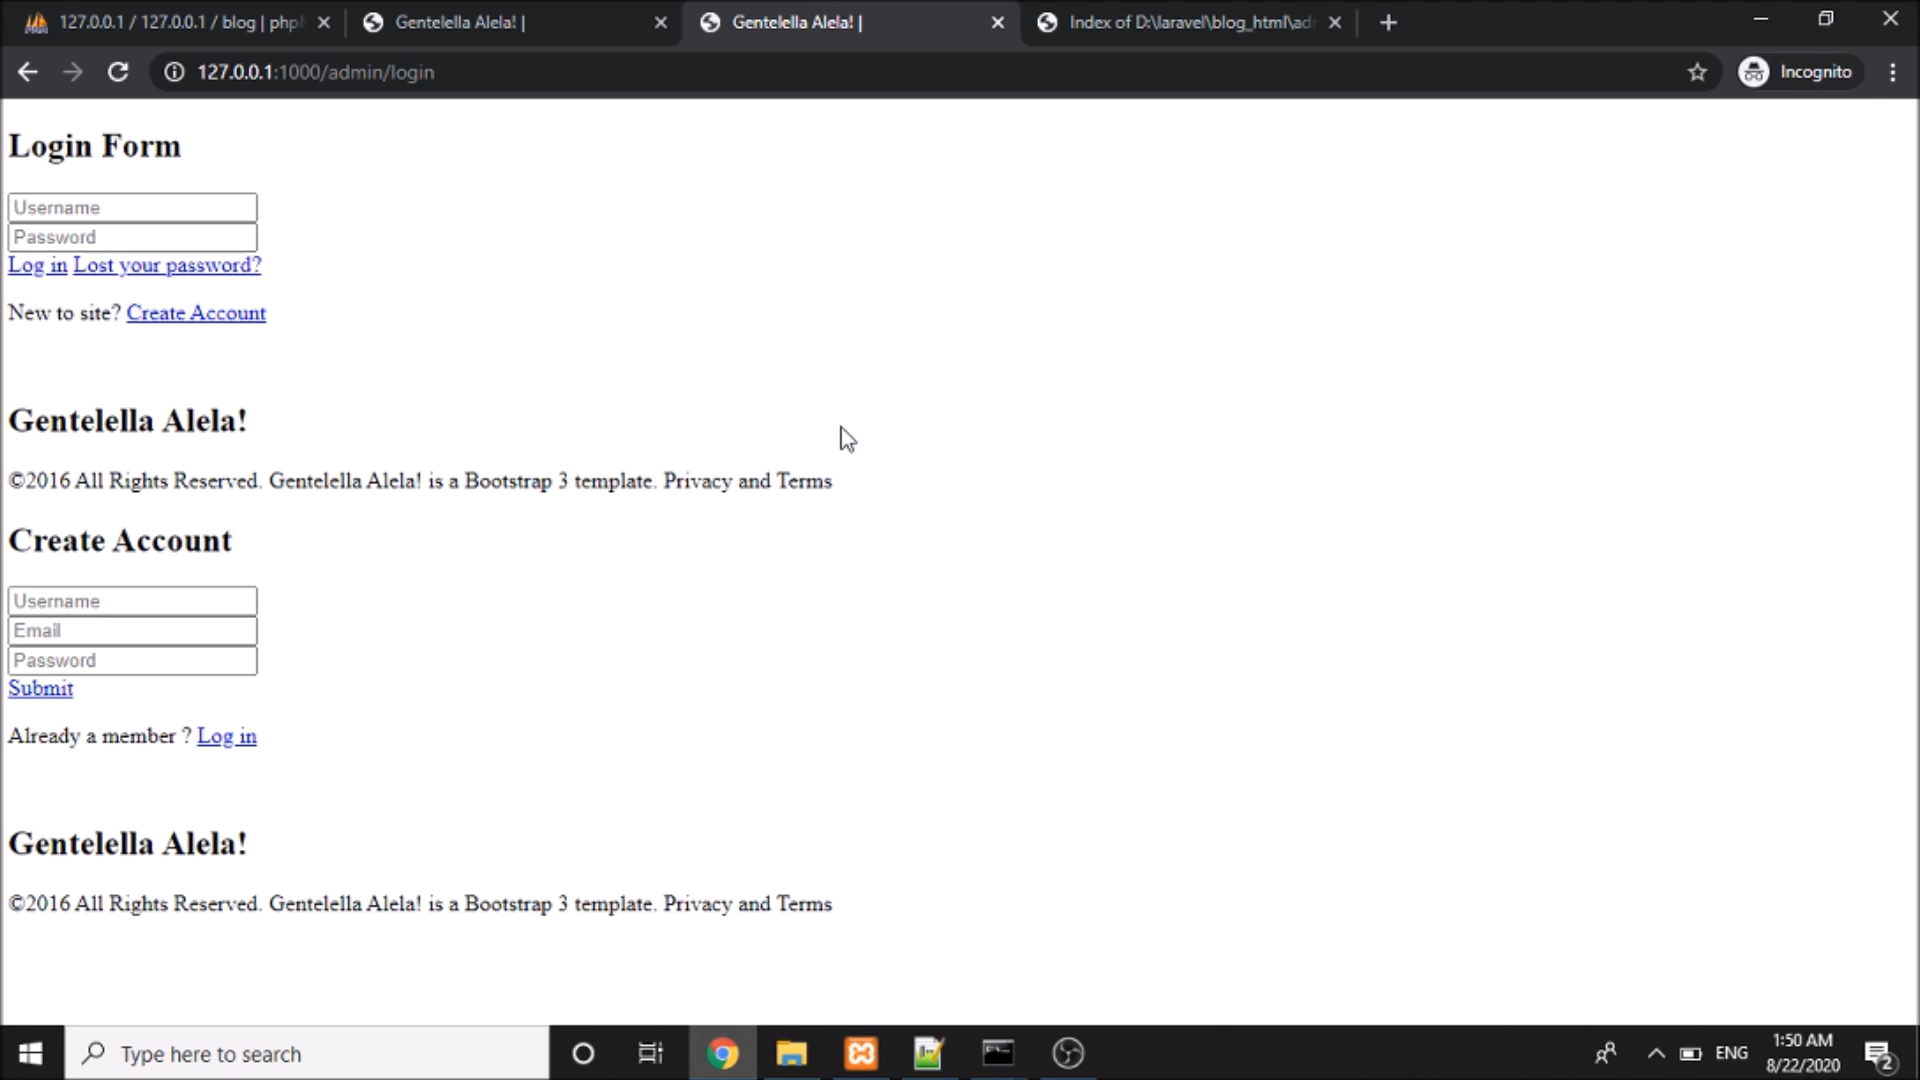 127.0.0.1 / 127.0.0.1 / blog | php
Gentelella Alela! |
Gentelella Alela! |
Index of D:\laravel\blog_html\ad
127.0.0.1:1000/admin/login
Incognito
Login Form
Username
Password
Log in Lost your password?
New to site? Create Account
Gentelella Alela!
©2016 All Rights Reserved. Gentelella Alela! is a Bootstrap 3 template. Privacy and Terms
Create Account
Username
Email
Password
Submit
Already a member ? Log in
Gentelella Alela!
©2016 All Rights Reserved. Gentelella Alela! is a Bootstrap 3 template. Privacy and Terms
Type here to search
ENG
1:50 AM
8/22/2020
2